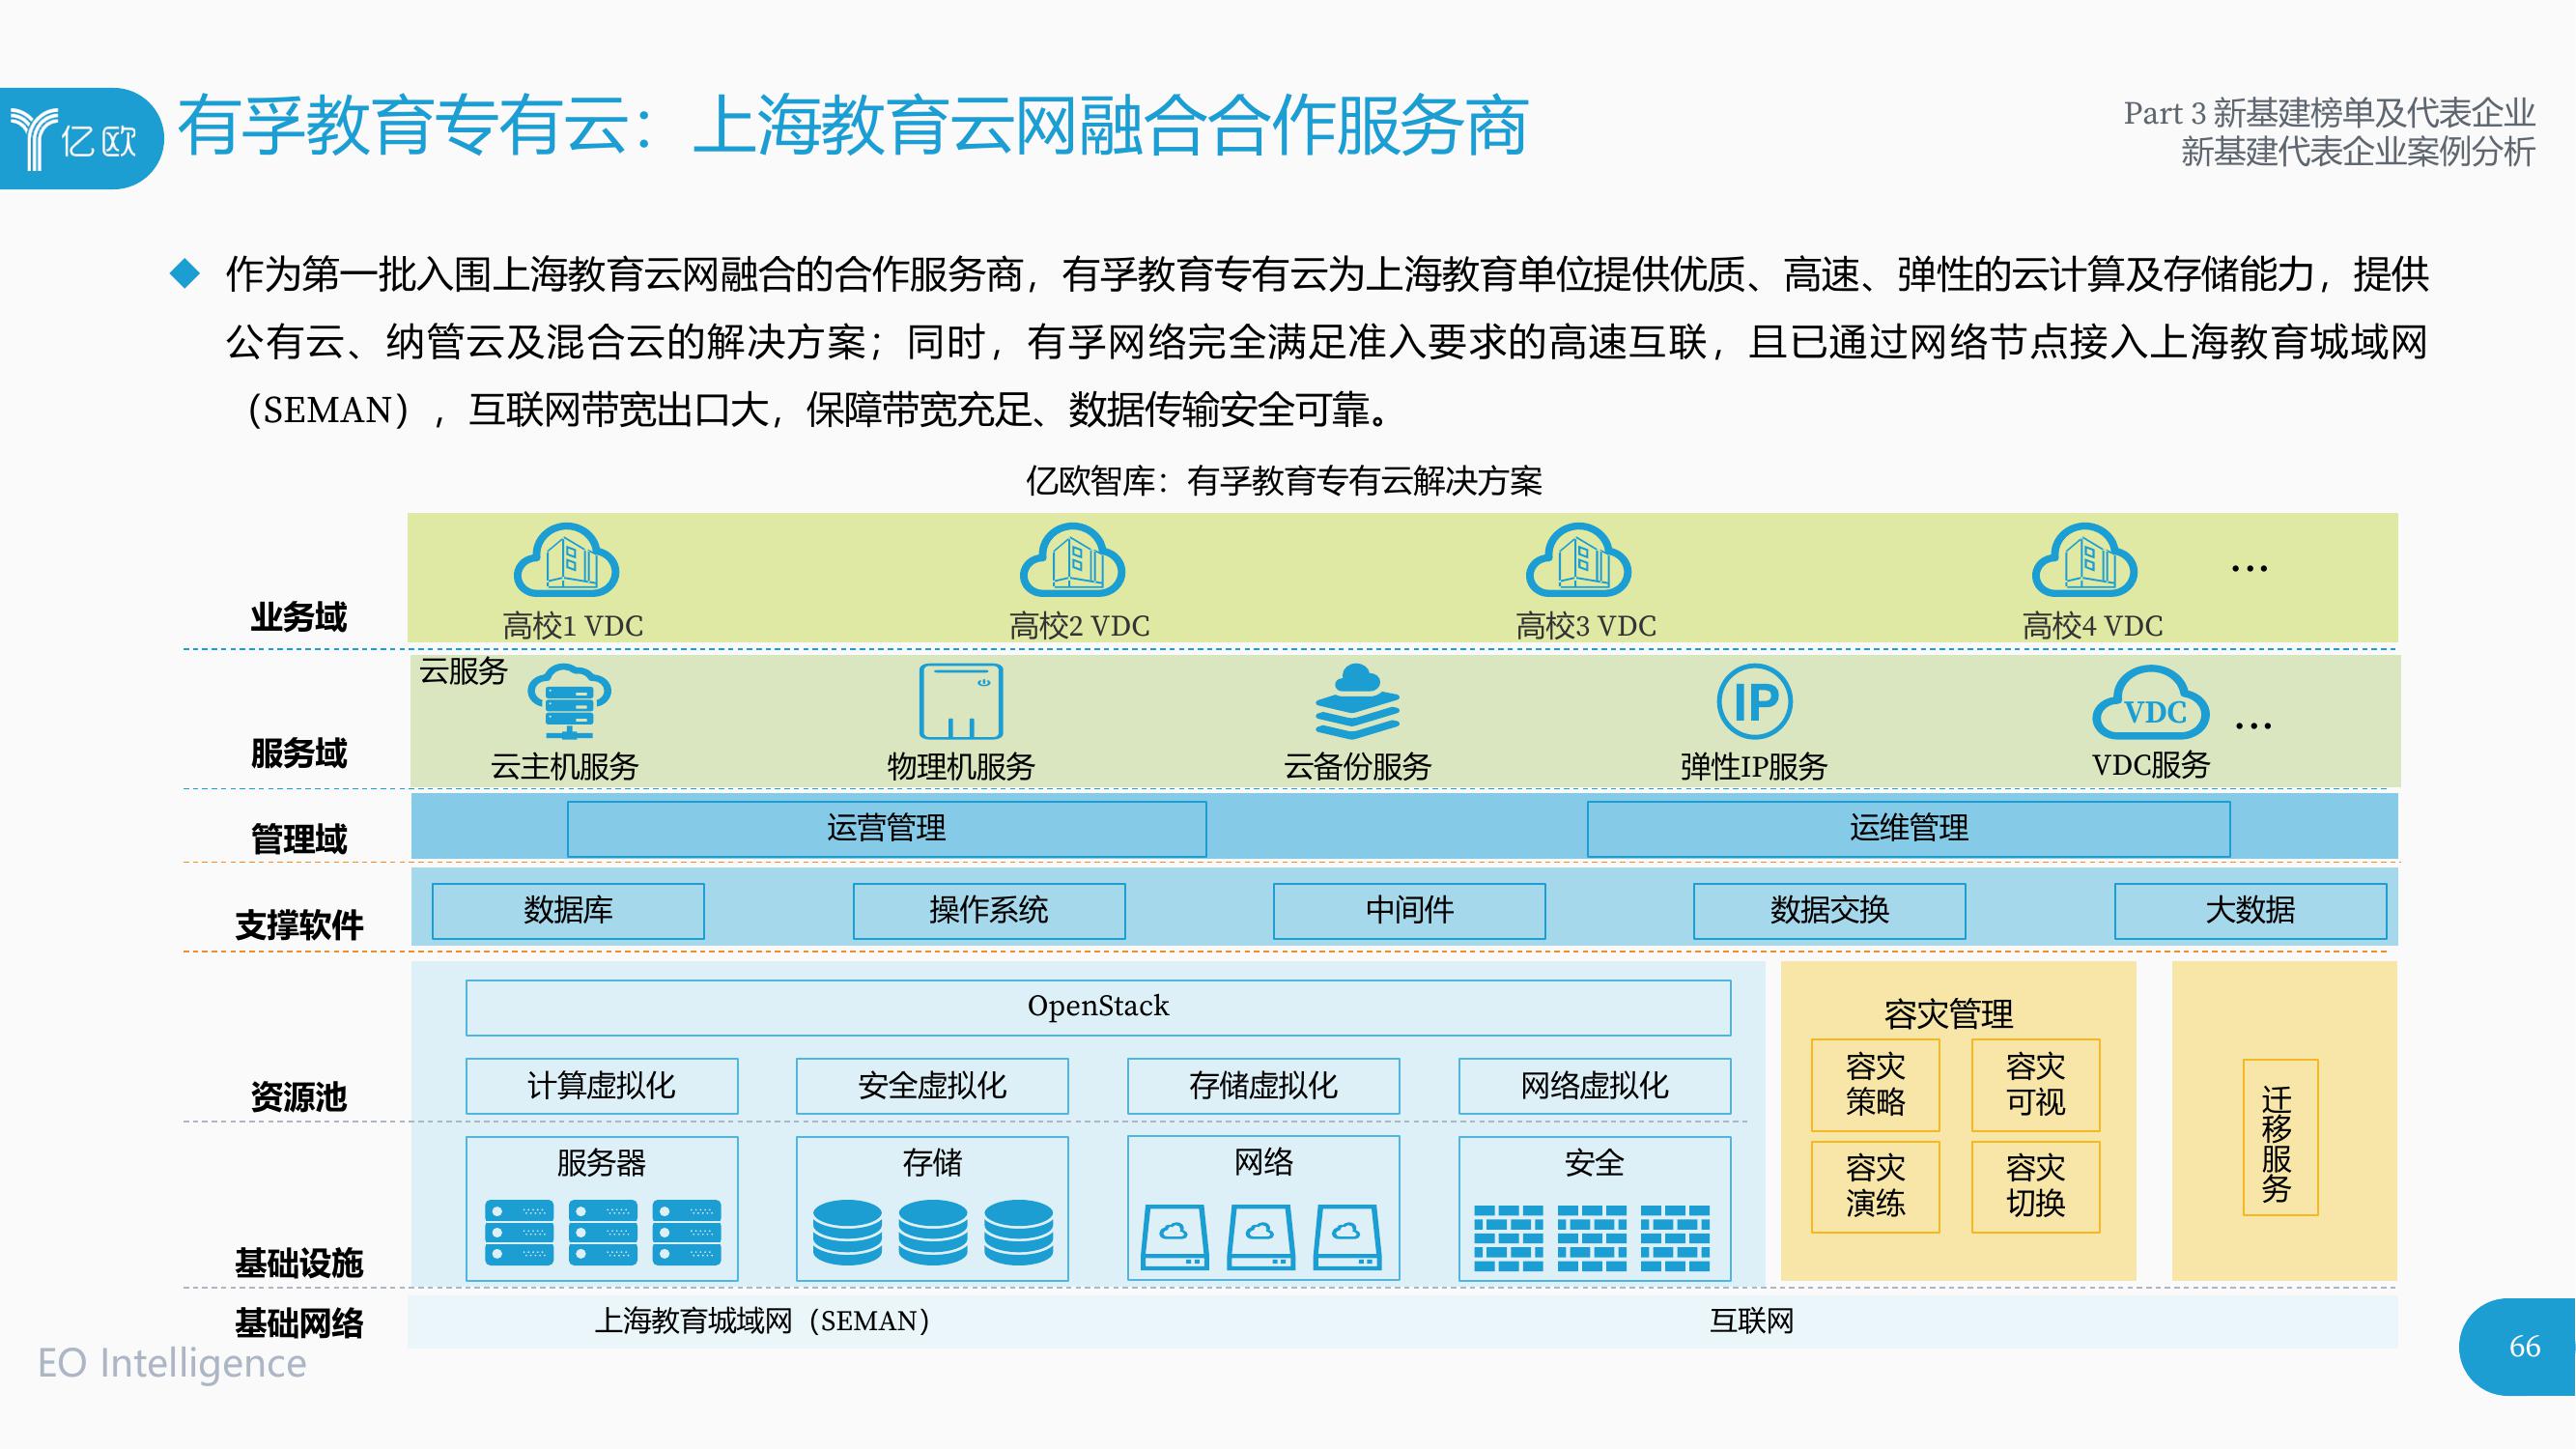 亿欧
有孚教育专有云：上海教育云网融合合作服务商
Part 3 新基建榜单及代表企业
新基建代表企业案例分析
作为第一批入围上海教育云网融合的合作服务商，有孚教育专有云为上海教育单位提供优质、高速、弹性的云计算及存储能力，提供
公有云、纳管云及混合云的解决方案；同时，有孚网络完全满足准入要求的高速互联，且已通过网络节点接入上海教育城域网
（SEMAN），互联网带宽出口大，保障带宽充足、数据传输安全可靠。
亿欧智库：有孚教育专有云解决方案
业务域
高校1 VDC
高校2 VDC
高校3 VDC
高校4 VDC
...
服务域
云服务
云主机服务
物理机服务
云备份服务
IP
弹性IP服务
VDC
VDC服务
...
管理域
运营管理
运维管理
支撑软件
数据库
操作系统
中间件
数据交换
大数据
资源池
OpenStack
计算虚拟化
安全虚拟化
存储虚拟化
网络虚拟化
基础设施
服务器
存储
网络
安全
容灾管理
容灾
策略
容灾
可视
容灾
演练
容灾
切换
迁移服务
基础网络
上海教育城域网（SEMAN）
互联网
EO Intelligence
66